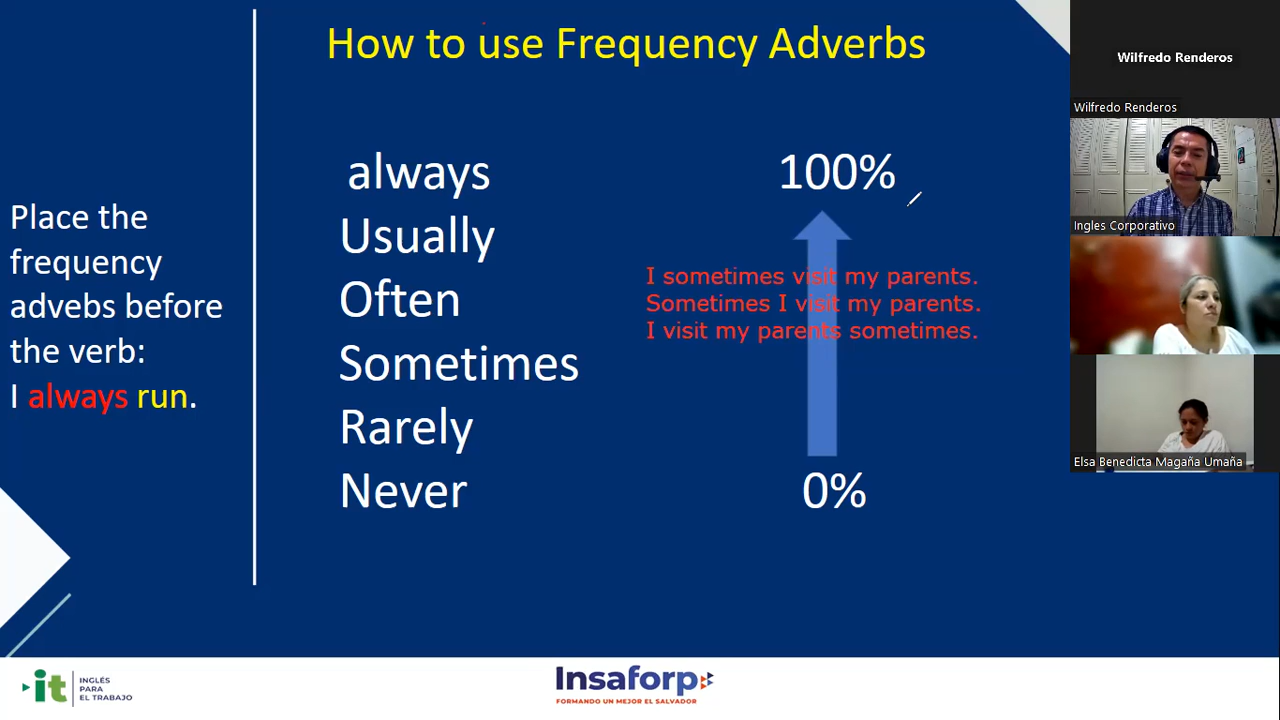 How to use Frequency Adverbs
Place the
frequency
advebs before
the verb:
I always run.
always
Usually
Often
Sometimes
Rarely
Never
100%
I sometimes visit my parents.
Sometimes I visit my parents.
I visit my parents sometimes.
0%
Wilfredo Renderos
Wilfredo Renderos
Ingles Corporativo
Elsa Benedicta Magaña Umaña
it
INGLÉS
PARA
EL TRABAJO
Insaforp
FORMANDO UN MEJOR EL SALVADOR